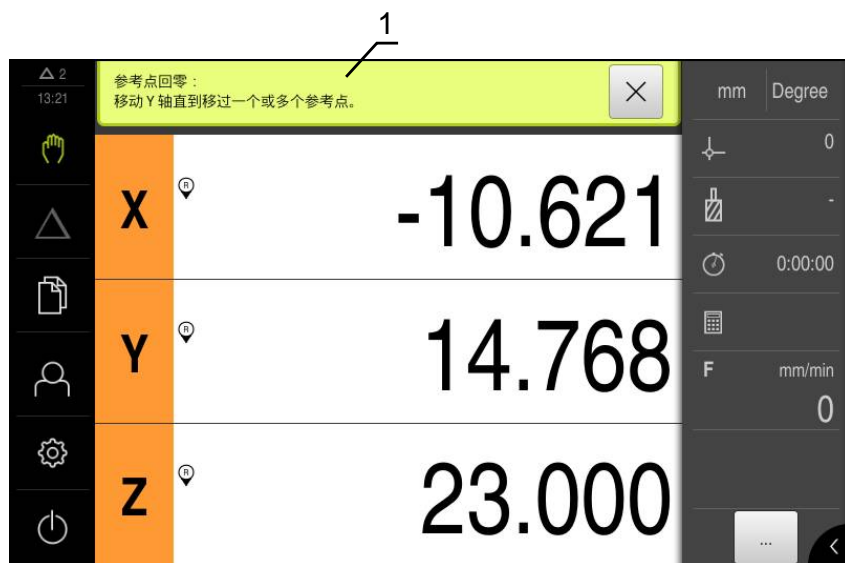 1
2
13:21
参考点回零：
移动 Y 轴直到移过一个或多个参考点。
mm Degree
0
-
0:00:00
F mm/min
0
X R -10.621
Y R 14.768
Z R 23.000
...